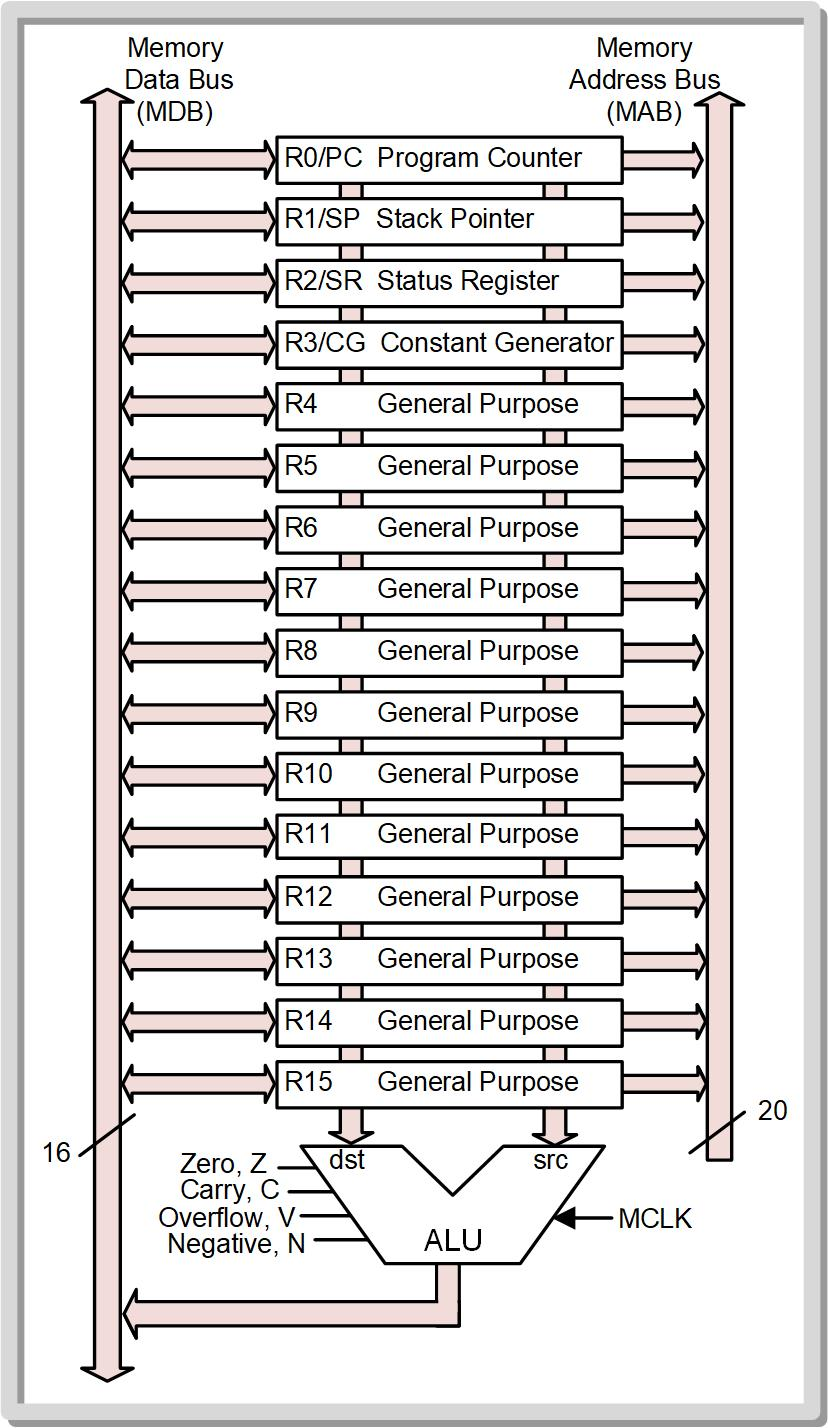 Memory
Data Bus
(MDB)
Memory
Address Bus
(MAB)
R0/PC Program Counter
R1/SP Stack Pointer
R2/SR Status Register
R3/CG Constant Generator
R4 General Purpose
R5 General Purpose
R6 General Purpose
R7 General Purpose
R8 General Purpose
R9 General Purpose
R10 General Purpose
R11 General Purpose
R12 General Purpose
R13 General Purpose
R14 General Purpose
R15 General Purpose
16
20
dst
src
Zero, Z
Carry, C
Overflow, V
Negative, N
ALU
MCLK